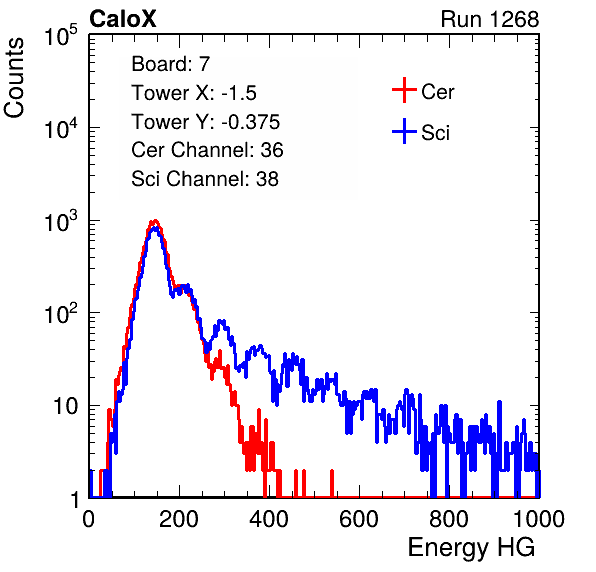 CaloX Run 1268
Counts
Board: 7
Tower X: -1.5
Tower Y: -0.375
Cer Channel: 36
Sci Channel: 38
Cer
Sci
10^5
10^4
10^3
10^2
10
1
0 200 400 600 800 1000
Energy HG